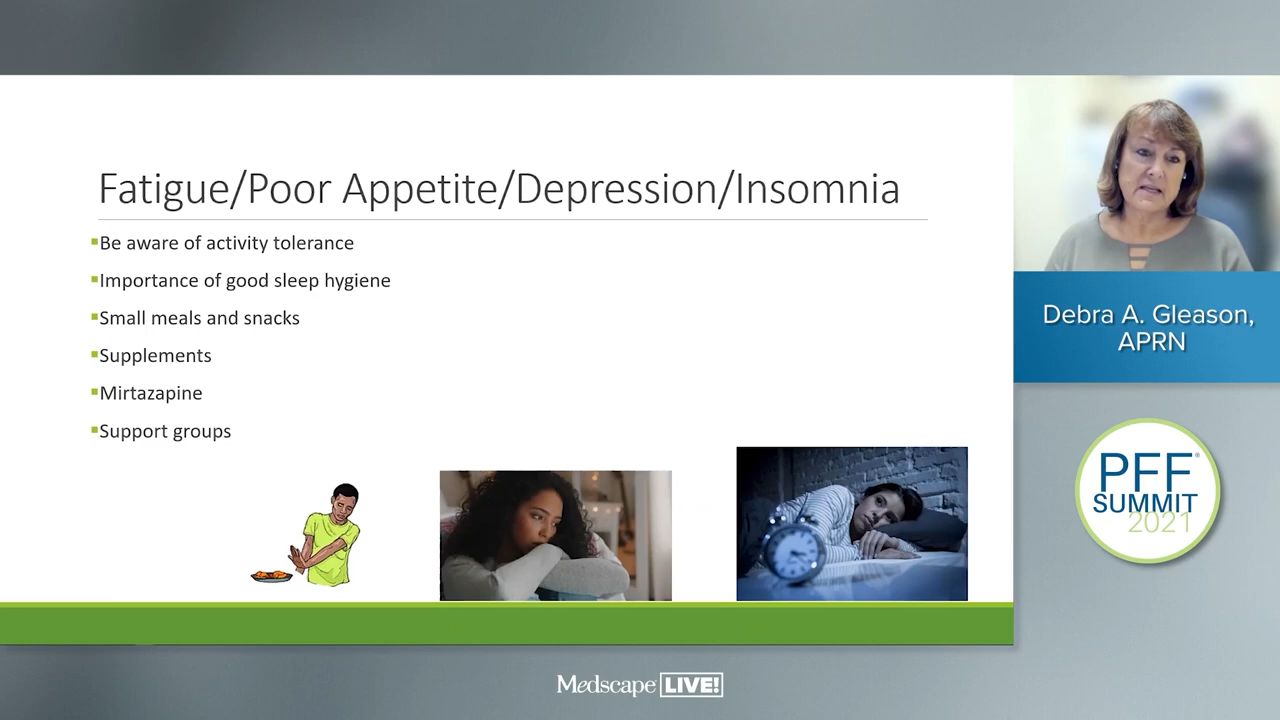 Fatigue/Poor Appetite/Depression/Insomnia
▪Be aware of activity tolerance
▪Importance of good sleep hygiene
▪Small meals and snacks
▪Supplements
▪Mirtazapine
▪Support groups
Debra A. Gleason,
APRN
PFF®
SUMMIT
2021
Medscape LIVE!